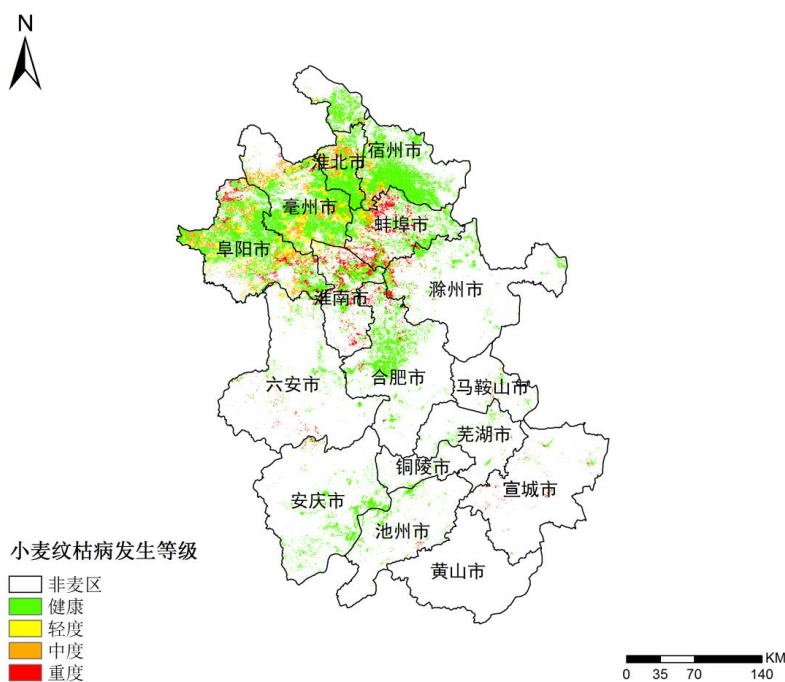 N
淮北市
宿州市
亳州市
蚌埠市
阜阳市
淮南市
滁州市
六安市
合肥市
马鞍山市
芜湖市
铜陵市
宣城市
安庆市
池州市
黄山市
小麦纹枯病发生等级
非麦区
健康
轻度
中度
重度
KM
0 35 70 140